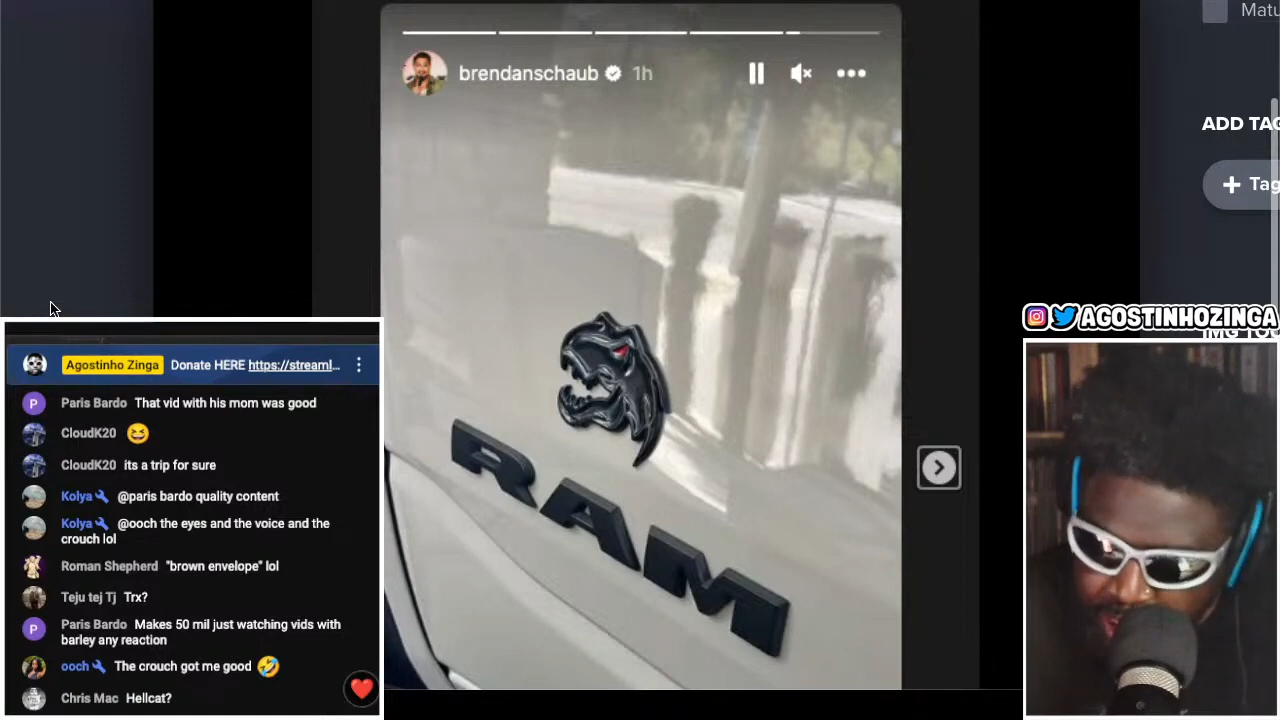 brendanschaub 1h
Matu
ADD TAG
+ Tag
RAM
AGOSTINHOZINGA
Agostinho Zinga Donate HERE https://streaml...
Paris Bardo That vid with his mom was good
CloudK20
CloudK20 its a trip for sure
Kolya @paris bardo quality content
Kolya @ooch the eyes and the voice and the
crouch lol
Roman Shepherd "brown envelope" lol
Teju tej Tj Trx?
Paris Bardo Makes 50 mil just watching vids with
barley any reaction
ooch The crouch got me good
Chris Mac Hellcat?
P
P